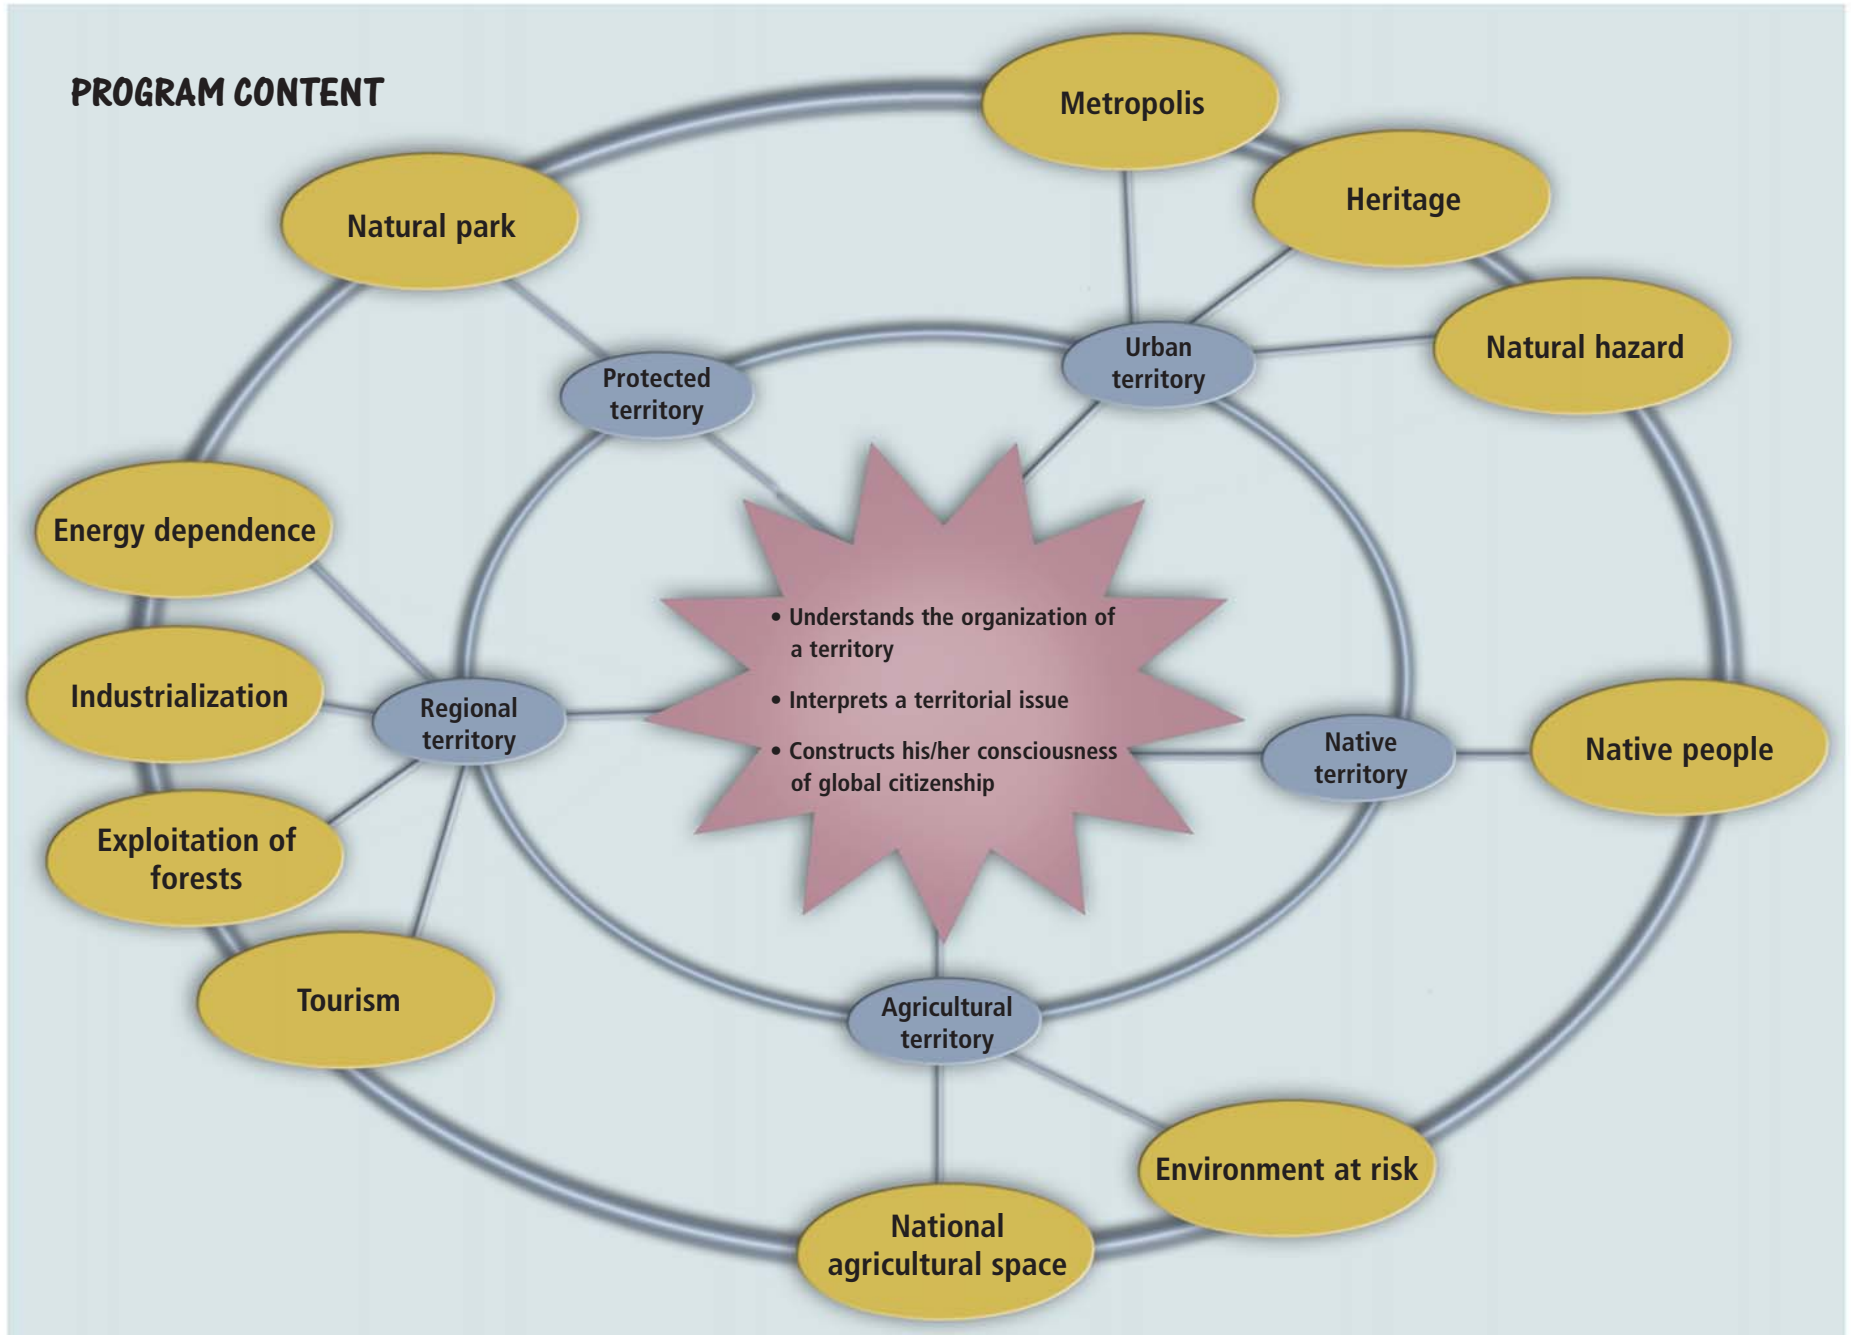 PROGRAM CONTENT
Metropolis
Heritage
Natural park
Natural hazard
Urban
territory
Protected
territory
Energy dependence
• Understands the organization of
a territory
Industrialization
• Interprets a territorial issue
Regional
territory
• Constructs his/her consciousness
of global citizenship
Native
territory
Native people
Exploitation of
forests
Tourism
Agricultural
territory
Environment at risk
National
agricultural space